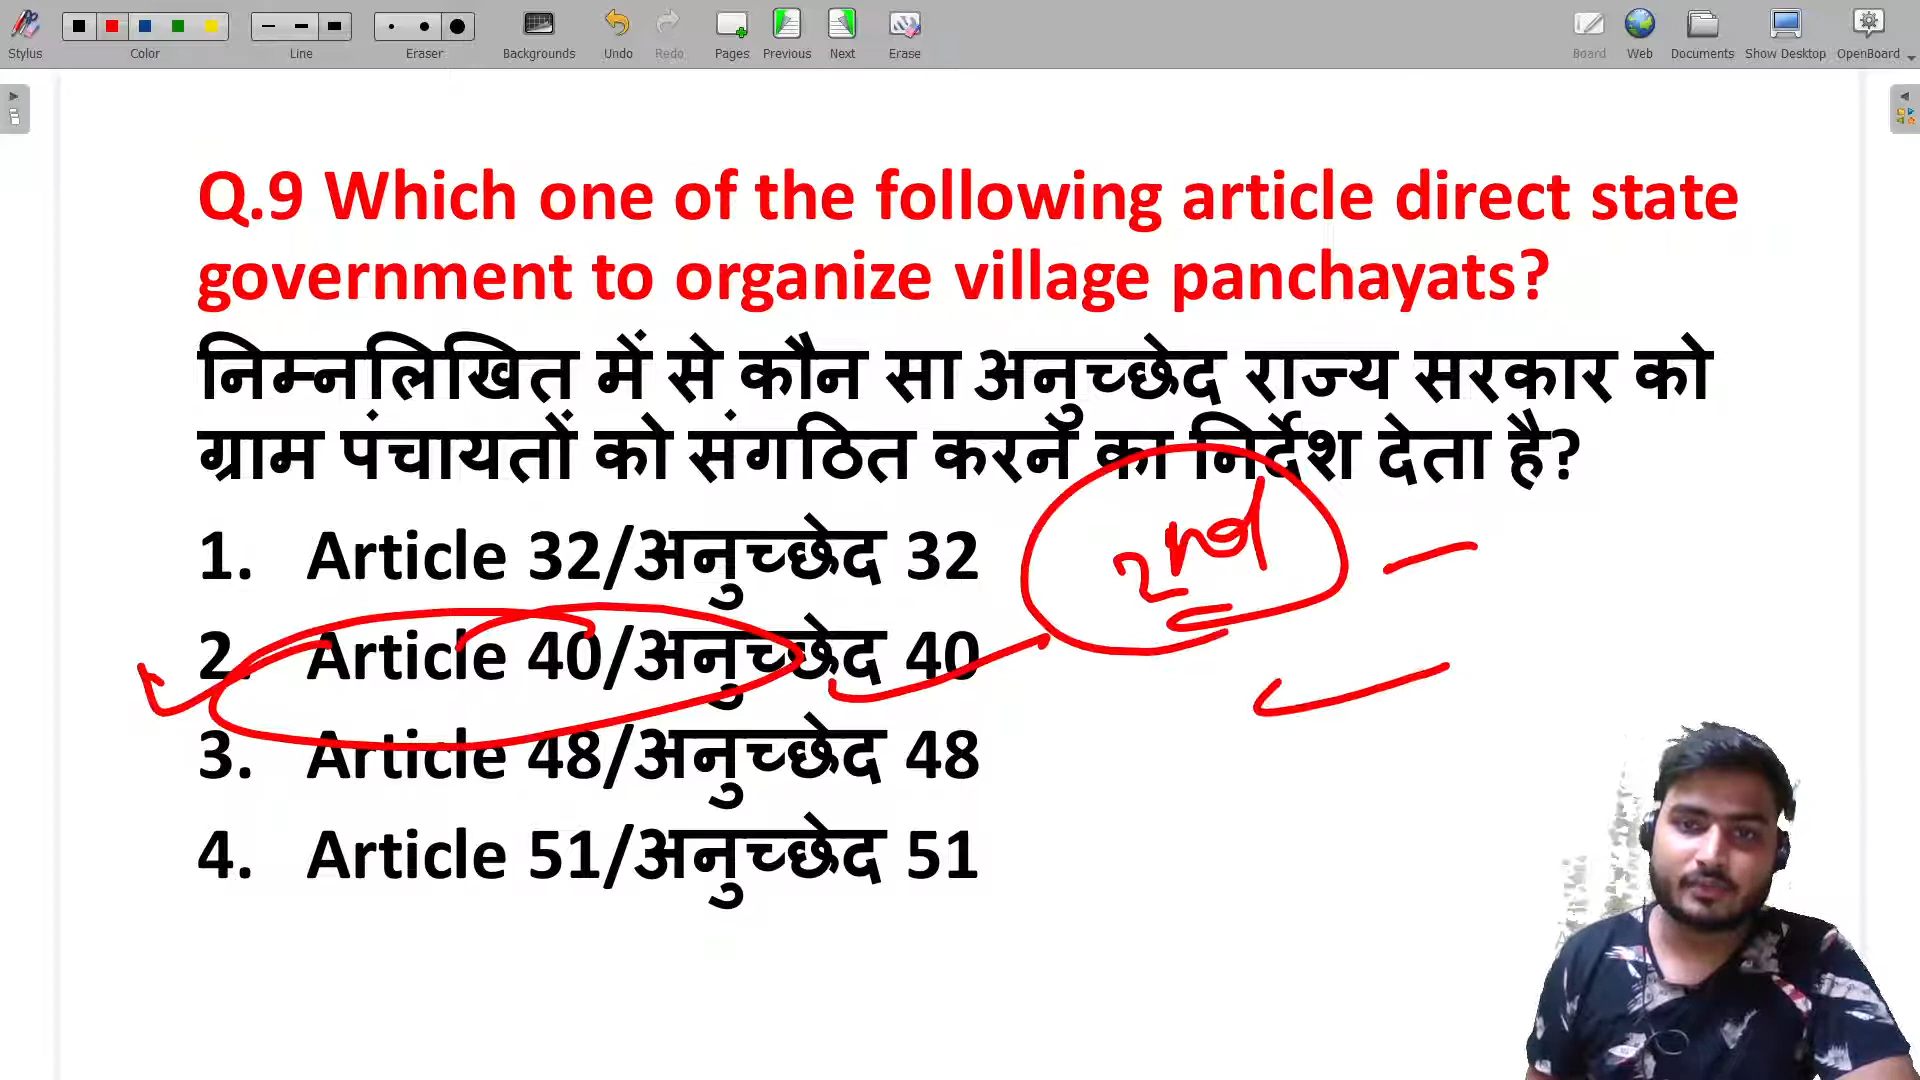 Stylus
Color
Line
Eraser
Backgrounds
Undo
Redo
Pages
Previous
Next
Erase
Board
Web
Documents
Show Desktop
OpenBoard
Q.9 Which one of the following article direct state
government to organize village panchayats?
निम्नलिखित में से कौन सा अनुच्छेद राज्य सरकार को
ग्राम पंचायतों को संगठित करने का निर्देश देता है?
1. Article 32/अनुच्छेद 32
2nd
2. Article 40/अनुच्छेद 40
3. Article 48/अनुच्छेद 48
4. Article 51/अनुच्छेद 51